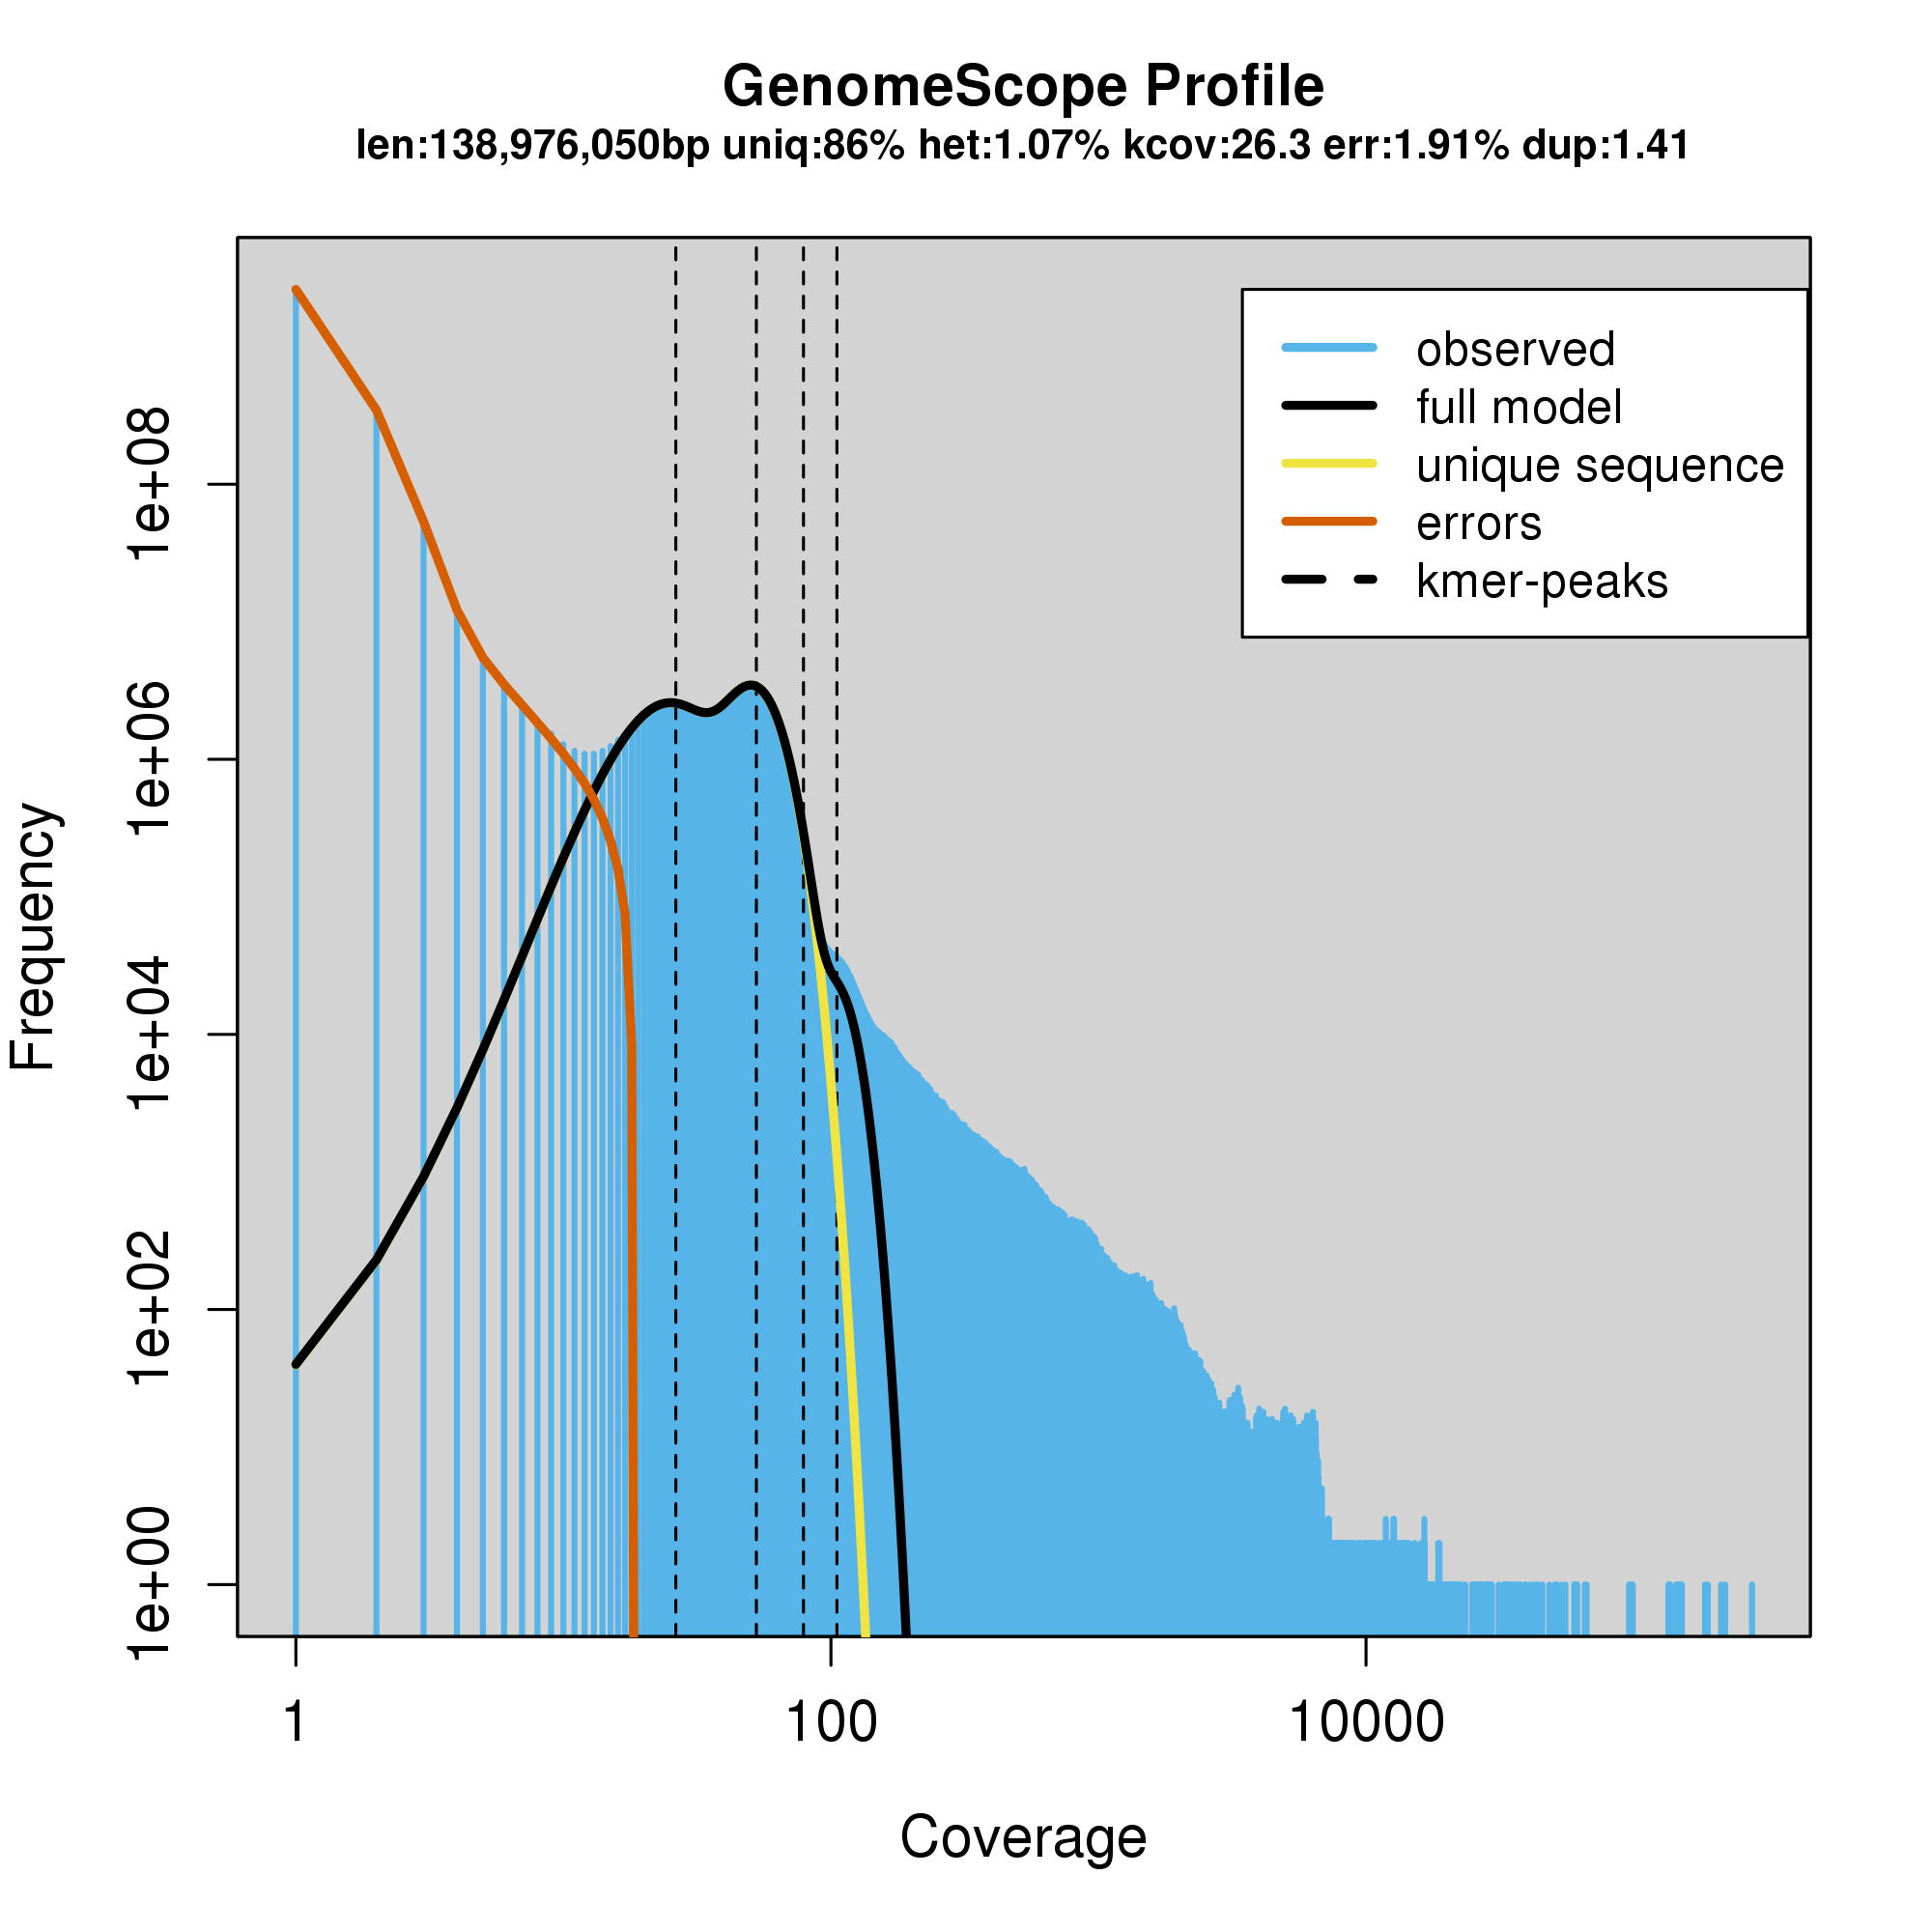 GenomeScope Profile
len:138,976,050bp uniq:86% het:1.07% kcov:26.3 err:1.91% dup:1.41
observed
full model
unique sequence
errors
kmer-peaks
Frequency
1e+08
1e+06
1e+04
1e+02
1e+00
1
100
10000
Coverage